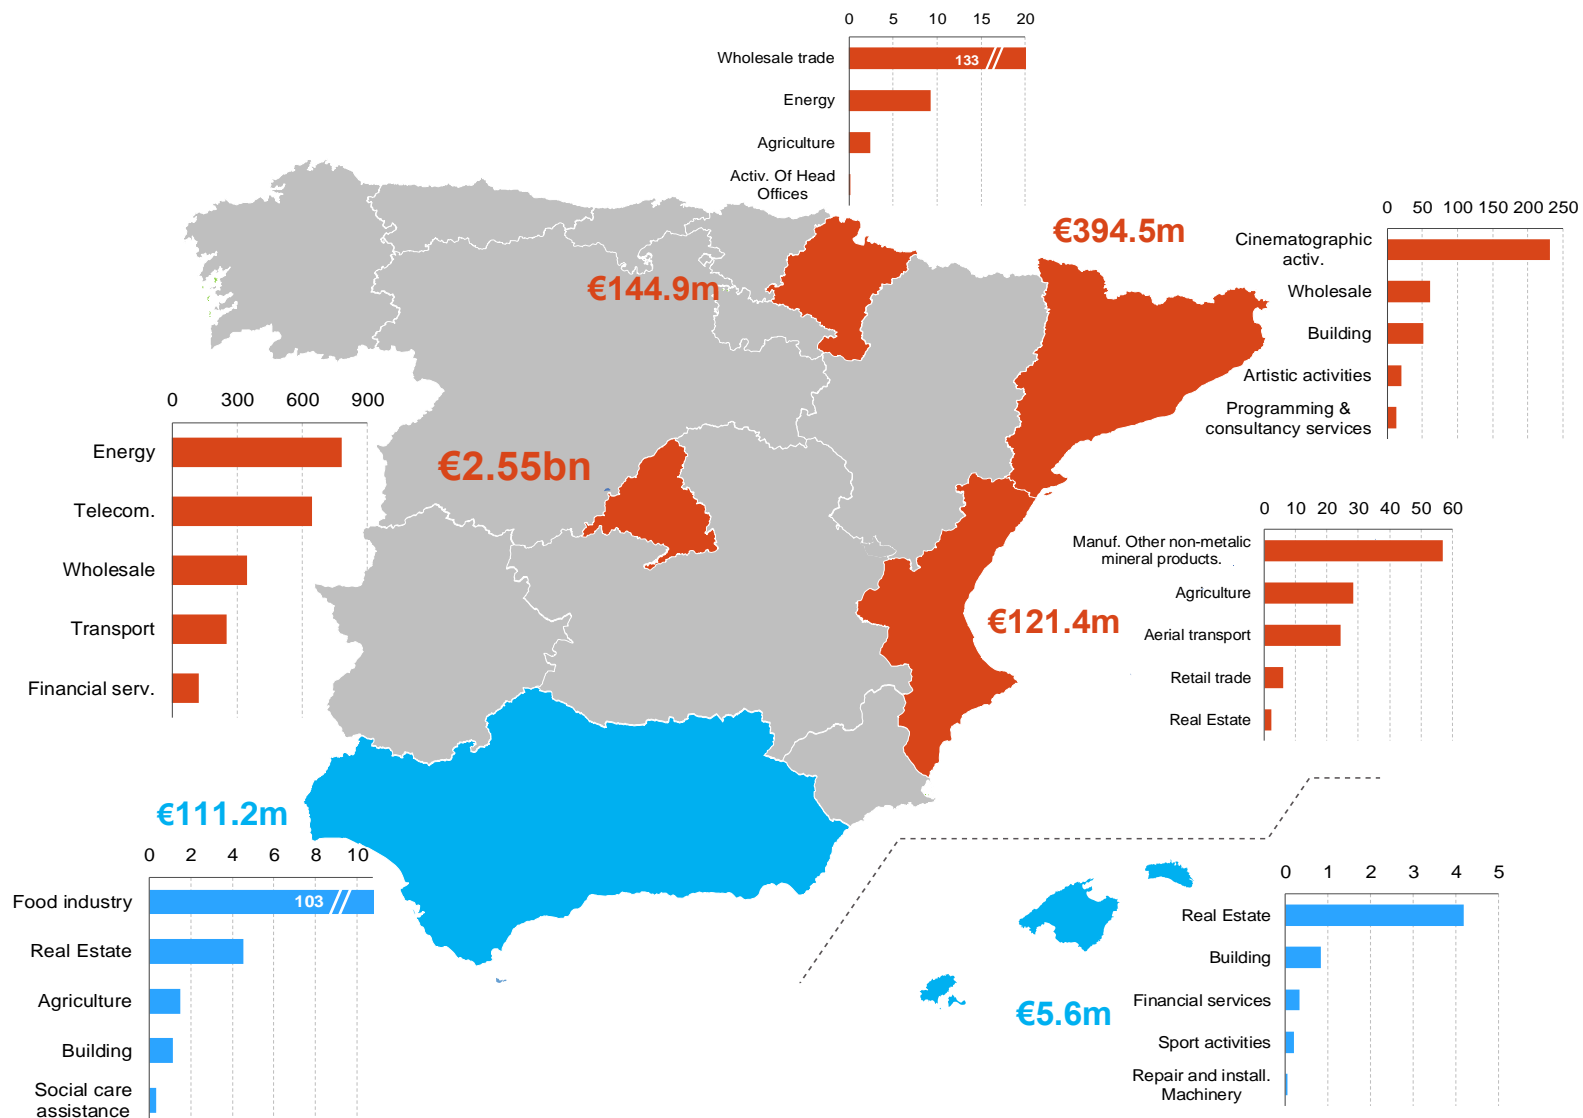 0 5 10 15 20
Wholesale trade
133
Energy
Agriculture
Activ. Of Head
Offices
€394.5m
0 50 100 150 200 250
Cinematographic
activ.
Wholesale
Building
Artistic activities
Programming &
consultancy services
€144.9m
0 300 600 900
Energy
Telecom.
Wholesale
Transport
Financial serv.
€2.55bn
0 10 20 30 40 50 60
Manuf. Other non-metalic
mineral products.
Agriculture
Aerial transport
Retail trade
Real Estate
€121.4m
€111.2m
0 2 4 6 8 10
Food industry
103
Real Estate
Agriculture
Building
Social care
assistance
0 1 2 3 4 5
Real Estate
Building
Financial services
Sport activities
Repair and install.
Machinery
€5.6m